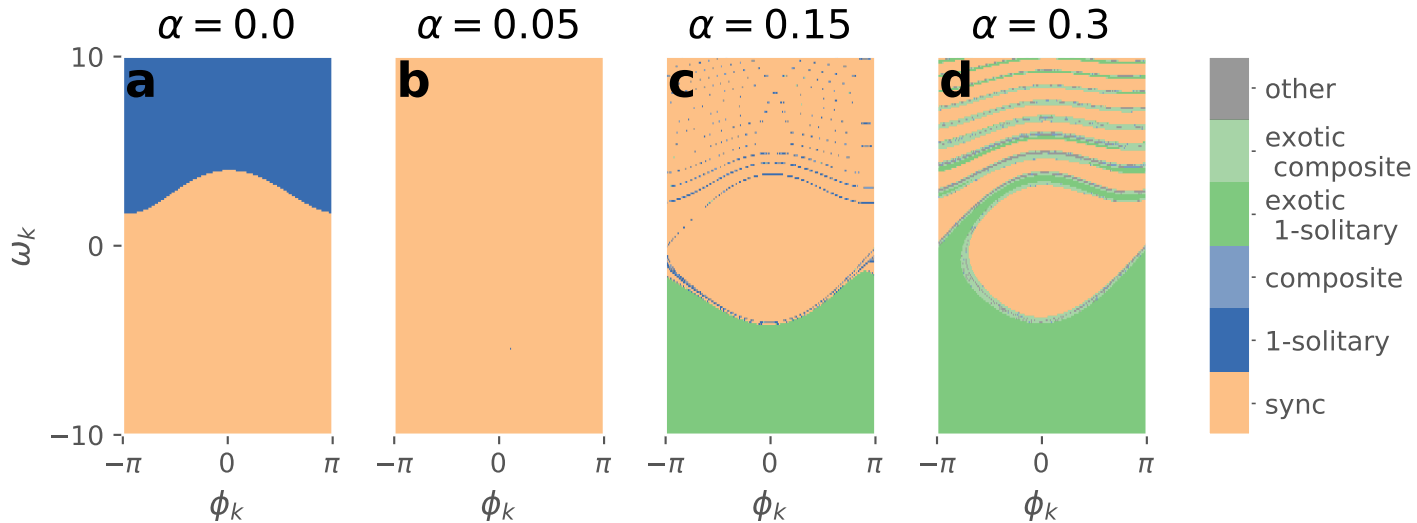 α = 0.0
α = 0.05
α = 0.15
α = 0.3
a
b
c
d
10
0
−10
ω_k
−π
0
π
−π
0
π
−π
0
π
−π
0
π
ϕ_k
ϕ_k
ϕ_k
ϕ_k
other
exotic
composite
exotic
1-solitary
composite
1-solitary
sync